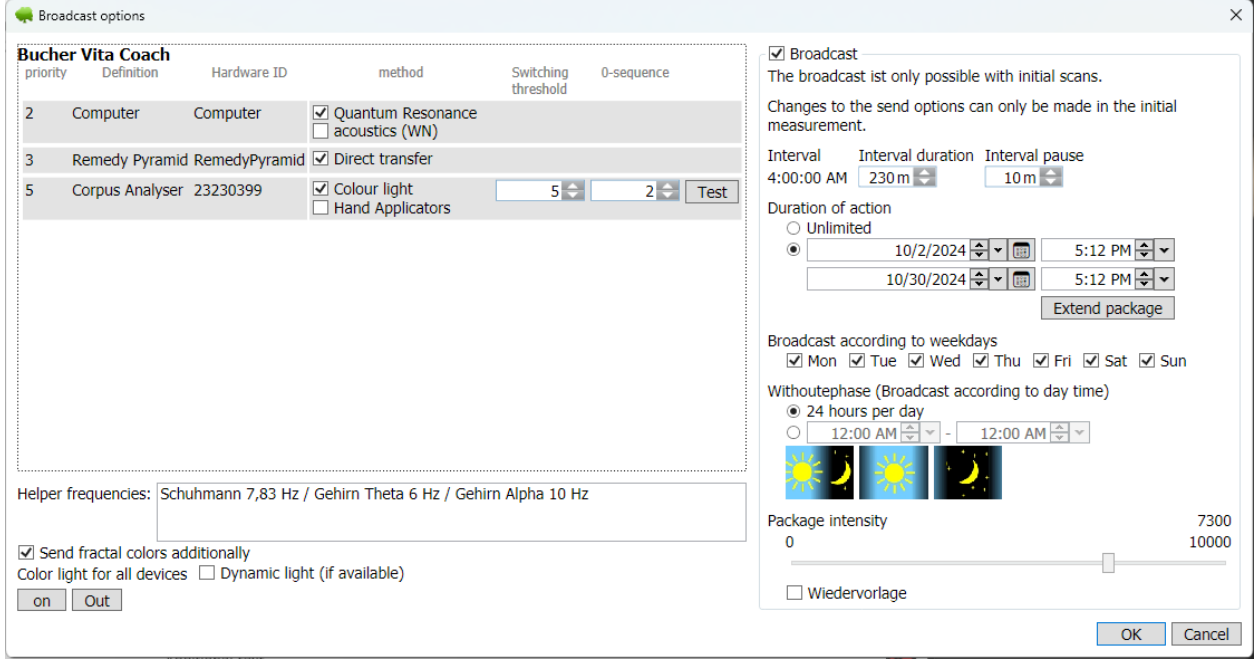 Broadcast options
Bucher Vita Coach
priority Definition Hardware ID method Switching threshold 0-sequence
2 Computer Computer Quantum Resonance
acoustics (WN)
3 Remedy Pyramid RemedyPyramid Direct transfer
5 Corpus Analyser 23230399 Colour light 5 2 Test
Hand Applicators
Helper frequencies: Schuhmann 7,83 Hz / Gehirn Theta 6 Hz / Gehirn Alpha 10 Hz
Send fractal colors additionally
Color light for all devices Dynamic light (if available)
on Out
Broadcast
The broadcast ist only possible with initial scans.
Changes to the send options can only be made in the initial
measurement.
Interval Interval duration Interval pause
4:00:00 AM 230 m 10 m
Duration of action
Unlimited
10/2/2024 5:12 PM
10/30/2024 5:12 PM
Extend package
Broadcast according to weekdays
Mon Tue Wed Thu Fri Sat Sun
Withoutephase (Broadcast according to day time)
24 hours per day
12:00 AM - 12:00 AM
Package intensity 7300
0 10000
Wiedervorlage
OK Cancel